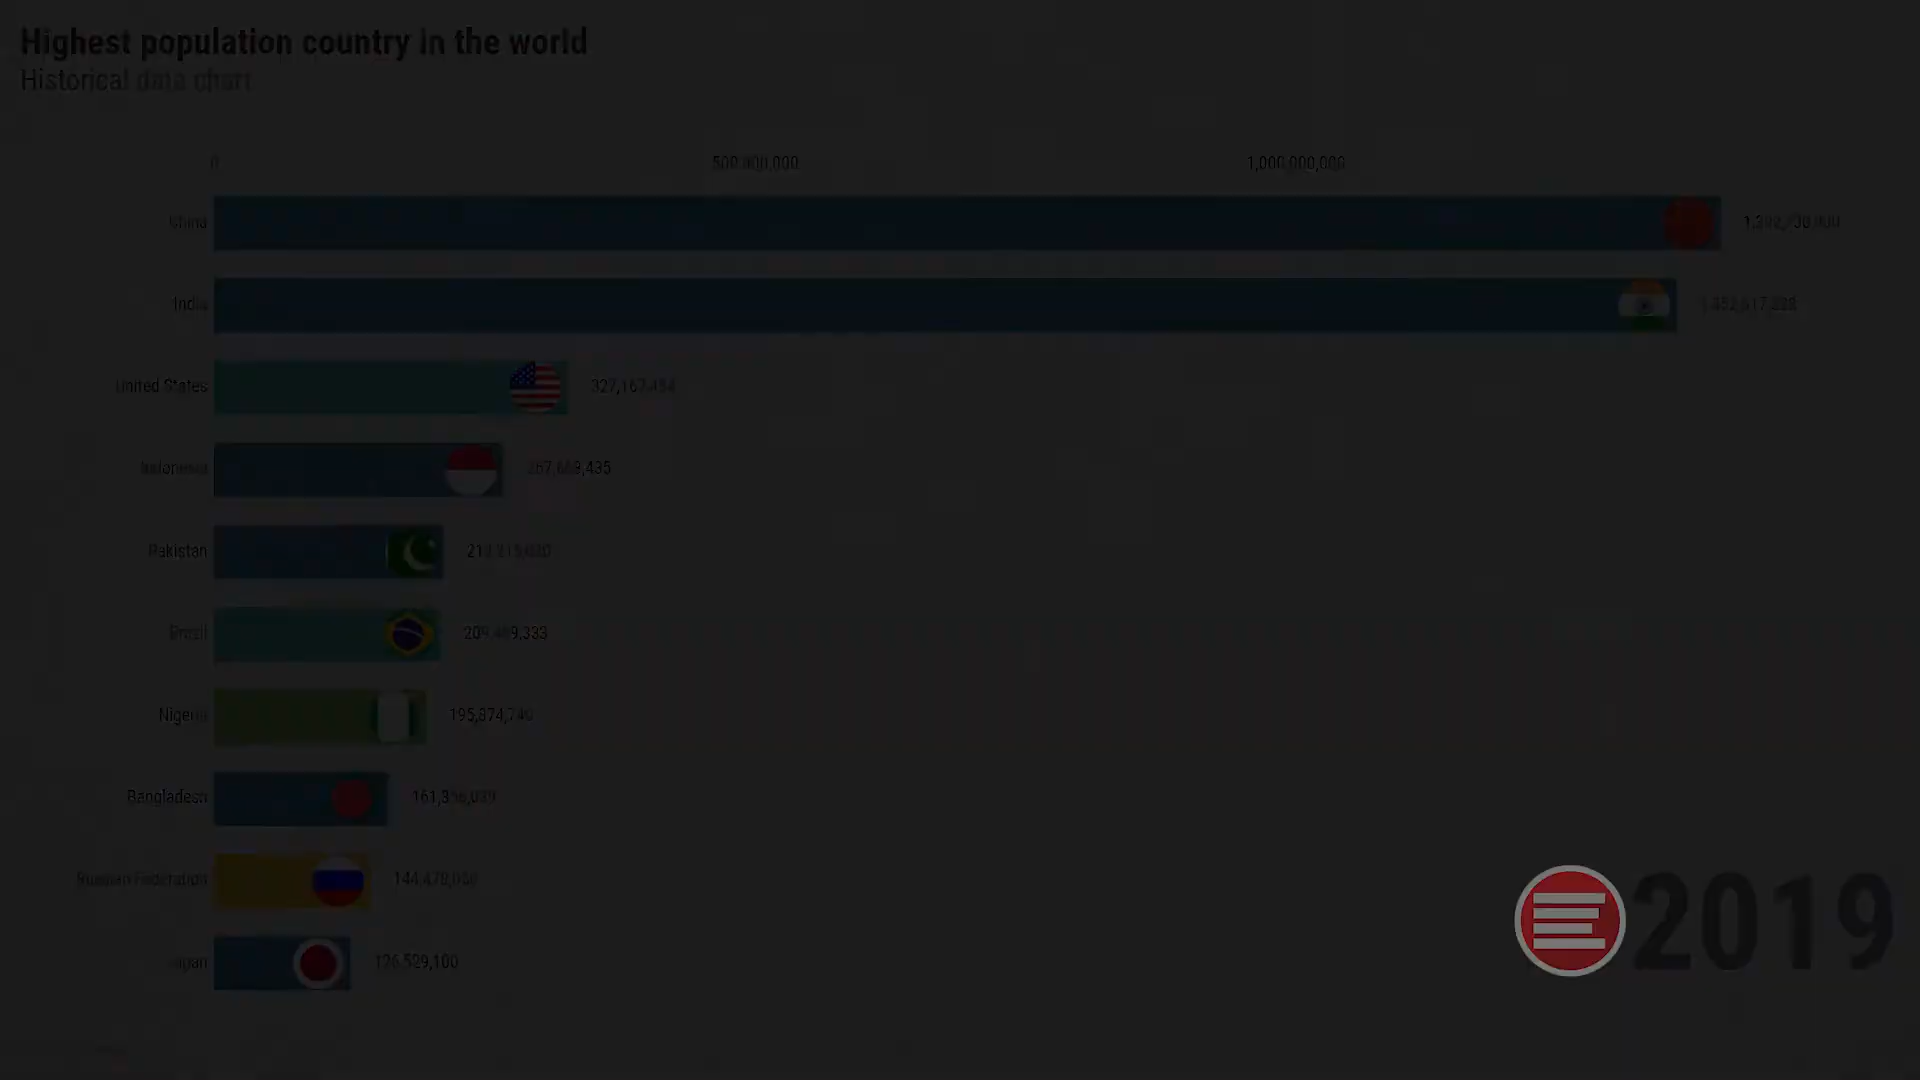 Highest population country in the world
Historical data chart
0
500,000,000
1,000,000,000
China
India
United States
327,167,434
Indonesia
Pakistan
Brazil
Nigeria
195,874,740
Bangladesh
Russian Federation
Japan
126,529,100
2019